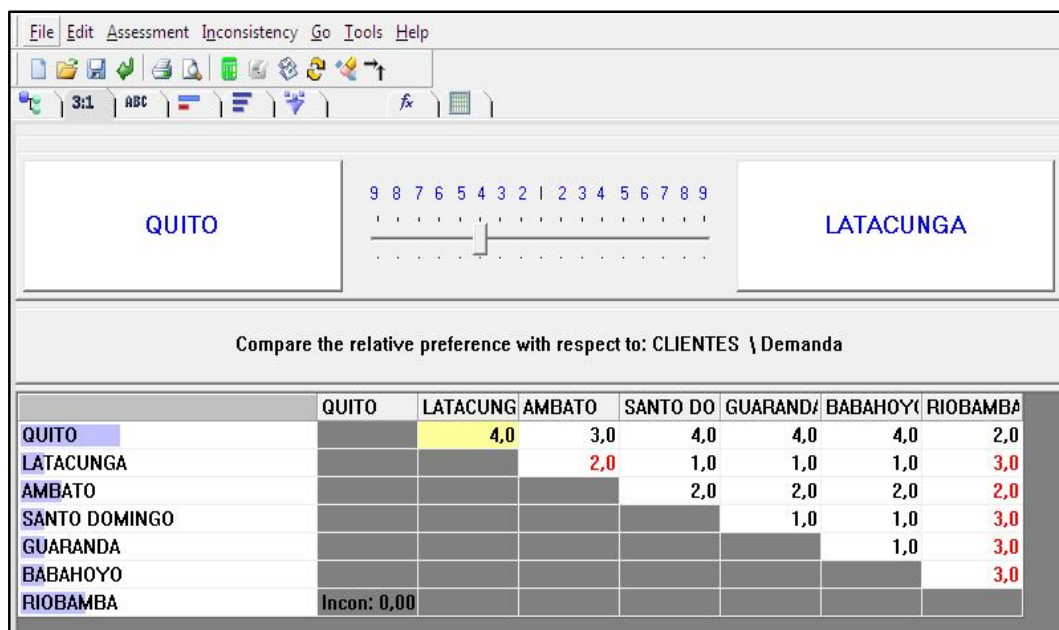 File Edit Assessment Inconsistency Go Tools Help
3:1 ABC fx
9 8 7 6 5 4 3 2 1 2 3 4 5 6 7 8 9
QUITO LATACUNGA
Compare the relative preference with respect to: CLIENTES \ Demanda
QUITO LATACUNG AMBATO SANTO DO GUARANDA BABAHOY( RIOBAMBA
QUITO 4,0 3,0 4,0 4,0 4,0 2,0
LATACUNGA 2,0 1,0 1,0 1,0 3,0
AMBATO 2,0 2,0 2,0 2,0
SANTO DOMINGO 1,0 1,0 3,0
GUARANDA 1,0 3,0
BABAHOYO 3,0
RIOBAMBA Incon: 0,00